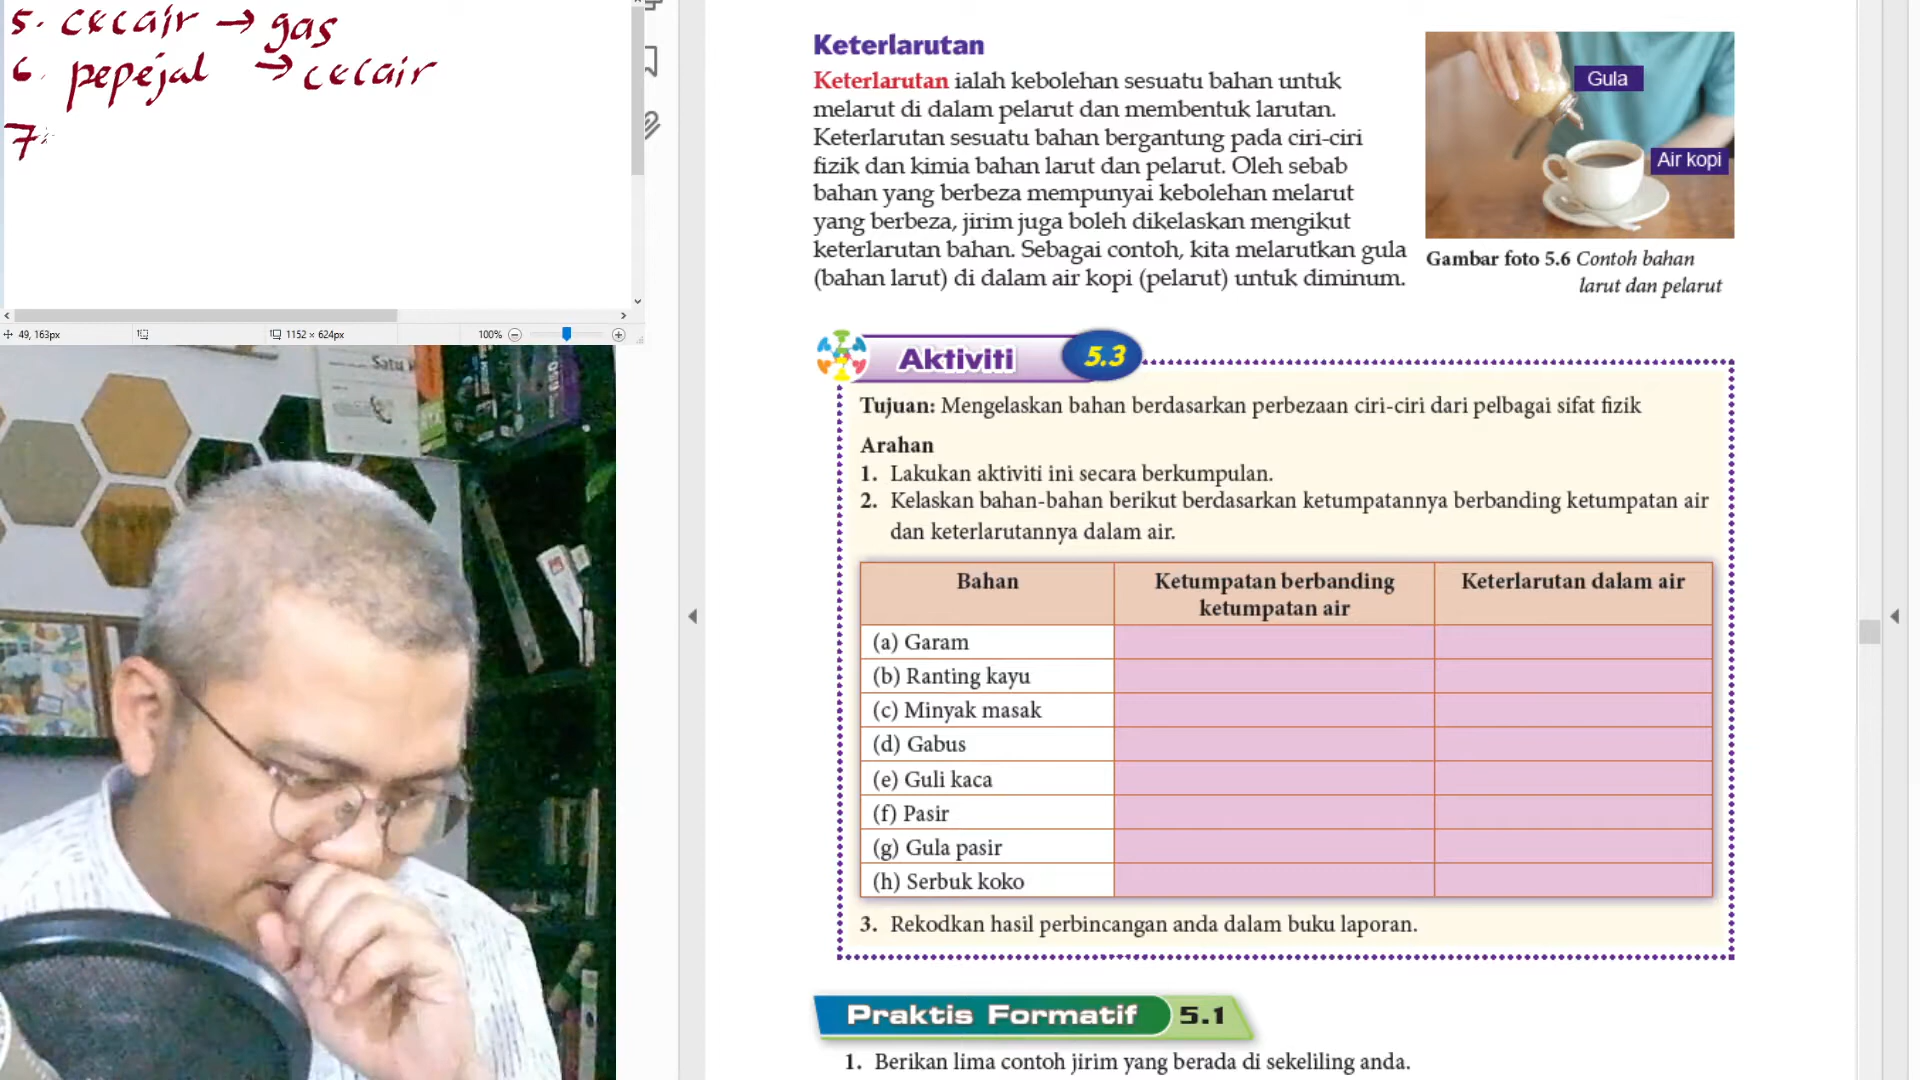 5. cecair → gas
6. pepejal → cecair
7.
49, 163px
1152 × 624px
100%
Satu
Keterlarutan
Keterlarutan ialah kebolehan sesuatu bahan untuk
melarut di dalam pelarut dan membentuk larutan.
Keterlarutan sesuatu bahan bergantung pada ciri-ciri
fizik dan kimia bahan larut dan pelarut. Oleh sebab
bahan yang berbeza mempunyai kebolehan melarut
yang berbeza, jirim juga boleh dikelaskan mengikut
keterlarutan bahan. Sebagai contoh, kita melarutkan gula
(bahan larut) di dalam air kopi (pelarut) untuk diminum.
Gula
Air kopi
Gambar foto 5.6 Contoh bahan
larut dan pelarut
Aktiviti 5.3
Tujuan: Mengelaskan bahan berdasarkan perbezaan ciri-ciri dari pelbagai sifat fizik
Arahan
1. Lakukan aktiviti ini secara berkumpulan.
2. Kelaskan bahan-bahan berikut berdasarkan ketumpatannya berbanding ketumpatan air
dan keterlarutannya dalam air.
Bahan
Ketumpatan berbanding
ketumpatan air
Keterlarutan dalam air
(a) Garam
(b) Ranting kayu
(c) Minyak masak
(d) Gabus
(e) Guli kaca
(f) Pasir
(g) Gula pasir
(h) Serbuk koko
3. Rekodkan hasil perbincangan anda dalam buku laporan.
Praktis Formatif 5.1
1. Berikan lima contoh jirim yang berada di sekeliling anda.